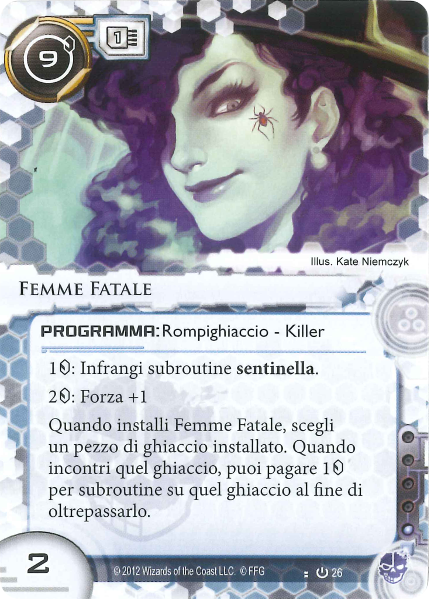 9
1
Illus. Kate Niemczyk
FEMME FATALE
PROGRAMMA: Rompighiaccio - Killer
1: Infrangi subroutine sentinella.
2: Forza +1
Quando installi Femme Fatale, scegli
un pezzo di ghiaccio installato. Quando
incontri quel ghiaccio, puoi pagare 1
per subroutine su quel ghiaccio al fine di
oltrepassarlo.
2
© 2012 Wizards of the Coast LLC. © FFG
26